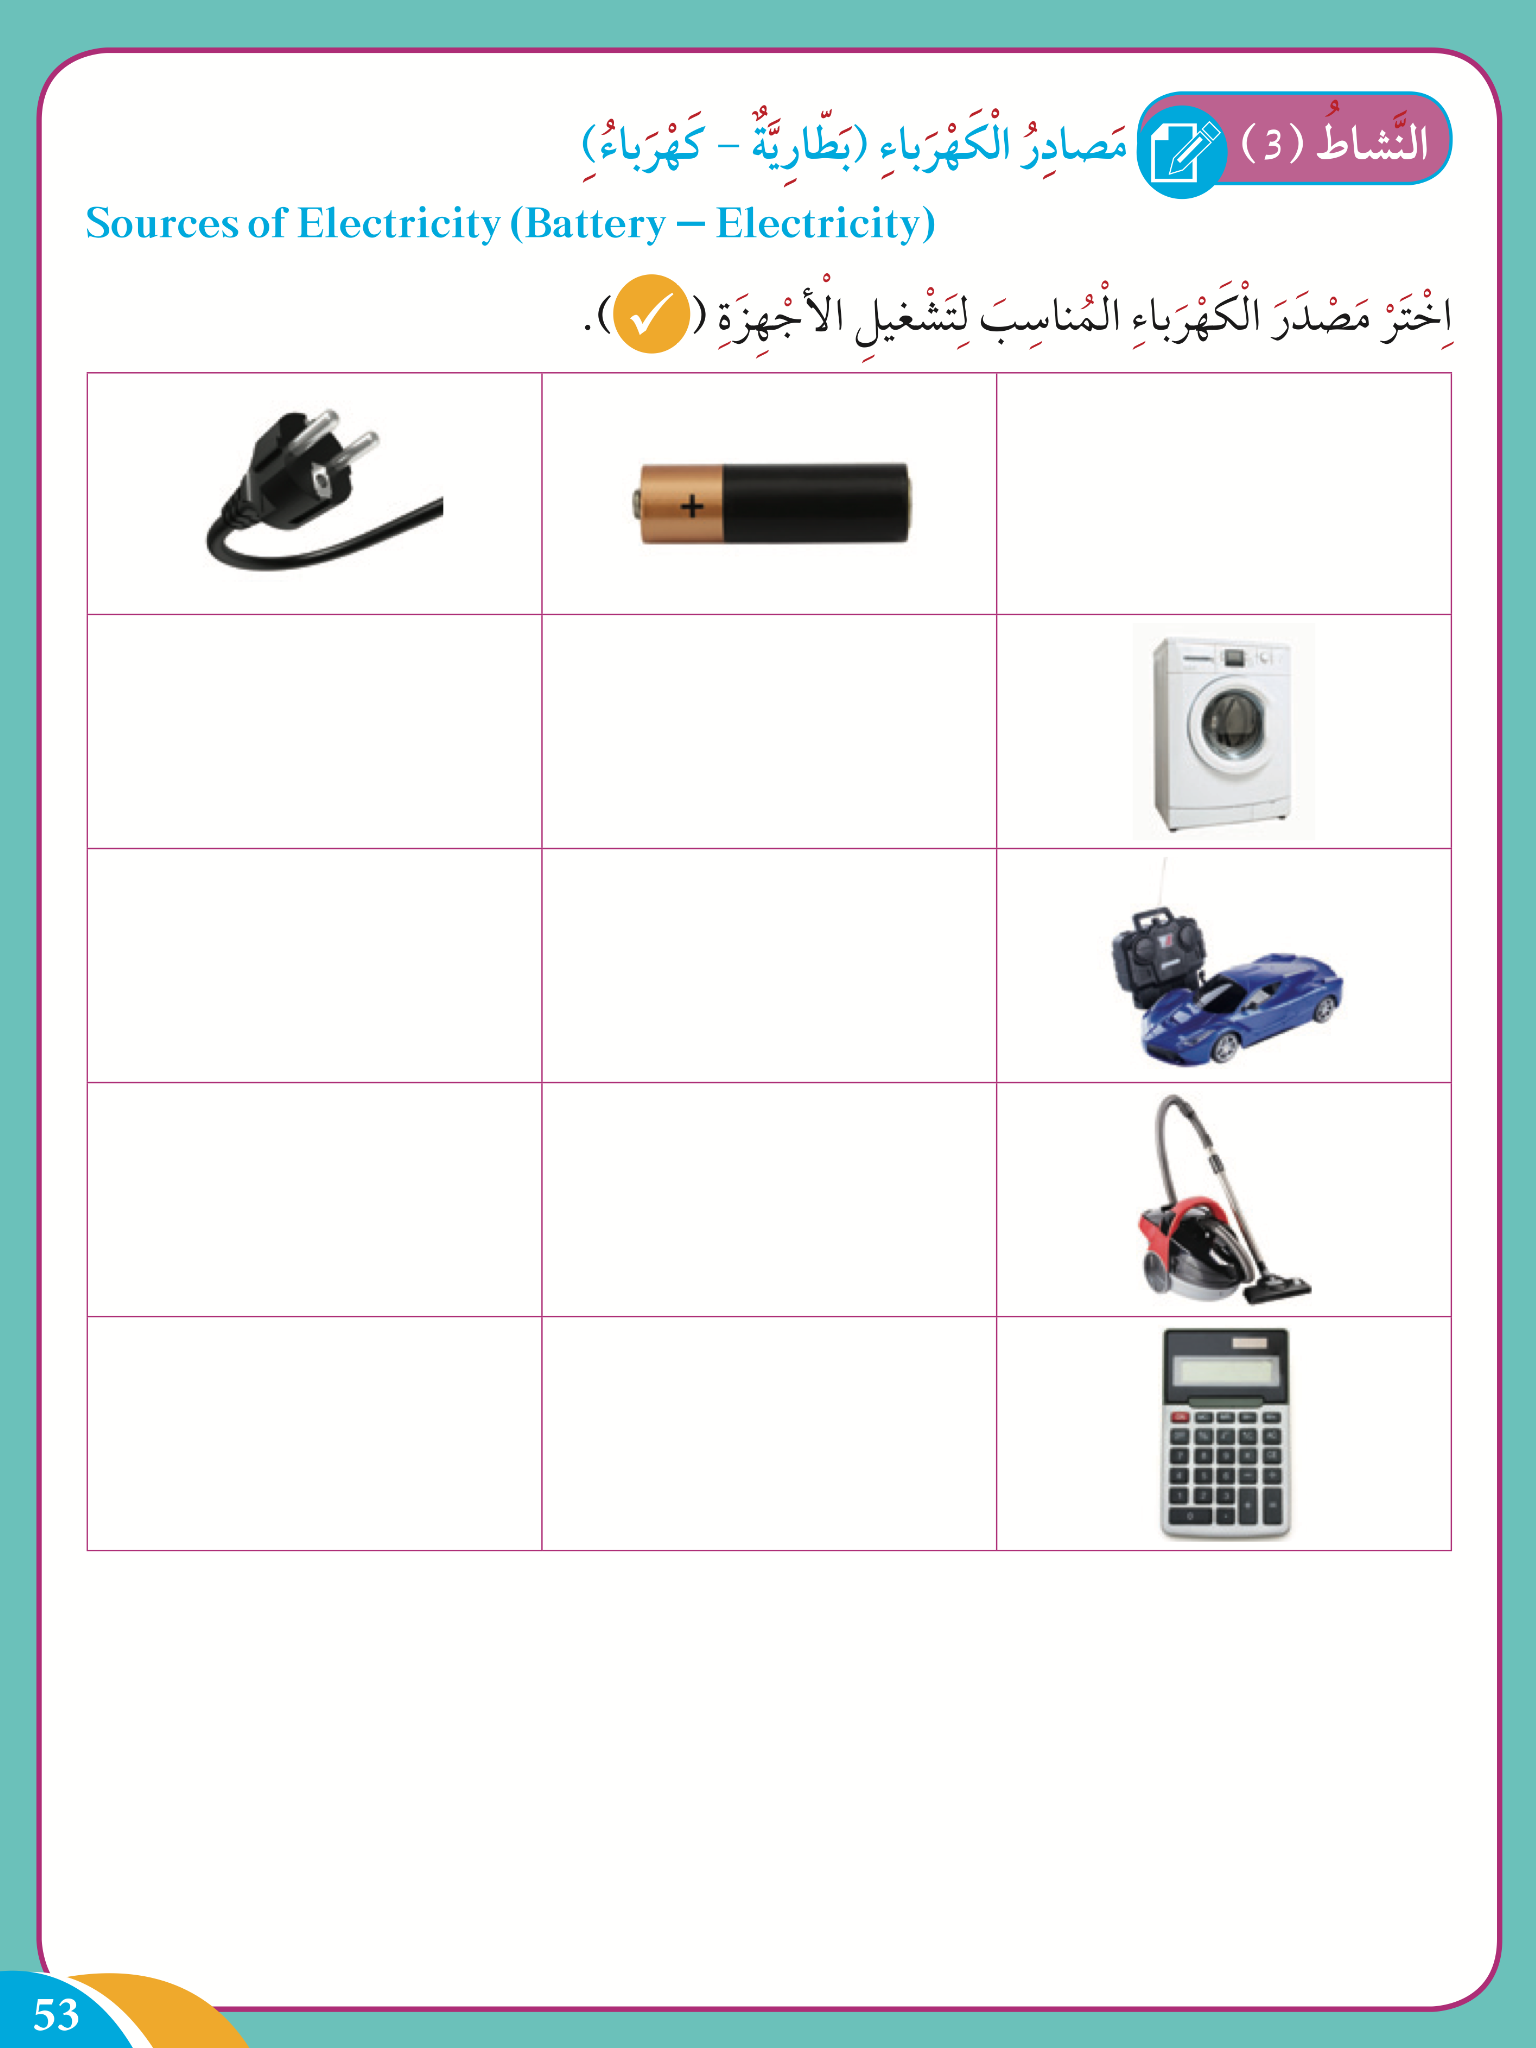 النَّشاطُ (3) مَصادِرُ الْكَهْرَباءِ (بَطّارِيَّةٌ – كَهْرَباءُ)
Sources of Electricity (Battery – Electricity)
اِخْتَرْ مَصْدَرَ الْكَهْرَباءِ الْمُناسِبَ لِتَشْغيلِ الْأجْهِزَةِ (✓).
+
53